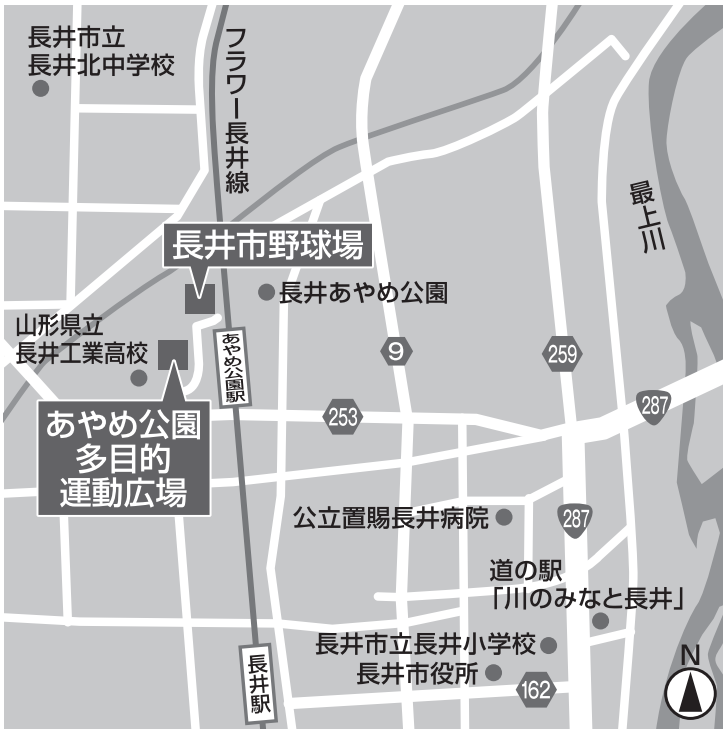 長井市立
長井北中学校
フラワー長井線
最上川
長井市野球場
長井あやめ公園
山形県立
長井工業高校
あやめ公園駅
9
259
287
253
あやめ公園
多目的
運動広場
公立置賜長井病院
287
道の駅
「川のみなと長井」
長井市立長井小学校
長井市役所
162
長井駅
N